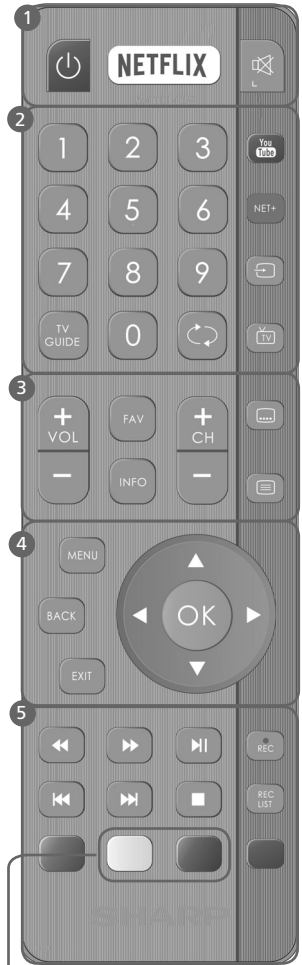 1
NETFLIX
L
2
1 2 3 You Tube
4 5 6 NET+
7 8 9
TV GUIDE 0 TV
3
+ VOL − FAV + CH −
INFO
4
MENU
BACK OK
EXIT
5
REC
REC LIST
SHARP